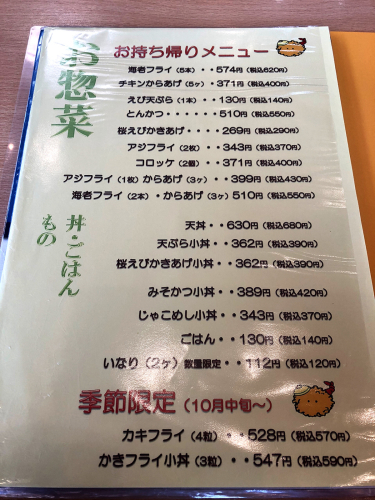 お持ち帰りメニュー
お惣菜
海老フライ（5本）・・574円（税込620円）
チキンからあげ（5ヶ）・371円（税込400円）
えび天ぷら（1本）・・130円（税込140円）
とんかつ・・・・・・510円（税込550円）
桜えびかきあげ・・・・269円（税込290円）
アジフライ（2枚）・・343円（税込370円）
コロッケ（2個）・・371円（税込400円）
アジフライ（1枚）からあげ（3ヶ）・・399円（税込430円）
海老フライ（2本）・からあげ（3ヶ）510円（税込550円）
丼・ごはんもの
天丼・・630円（税込680円）
天ぷら小丼・・362円（税込390円）
桜えびかきあげ小丼・・362円（税込390円）
みそかつ小丼・・389円（税込420円）
じゃこめし小丼・・343円（税込370円）
ごはん・・130円（税込140円）
いなり（2ヶ）数量限定・・112円（税込120円）
季節限定（10月中旬～）
カキフライ（4粒）・・528円（税込570円）
かきフライ小丼（3粒）・・547円（税込590円）